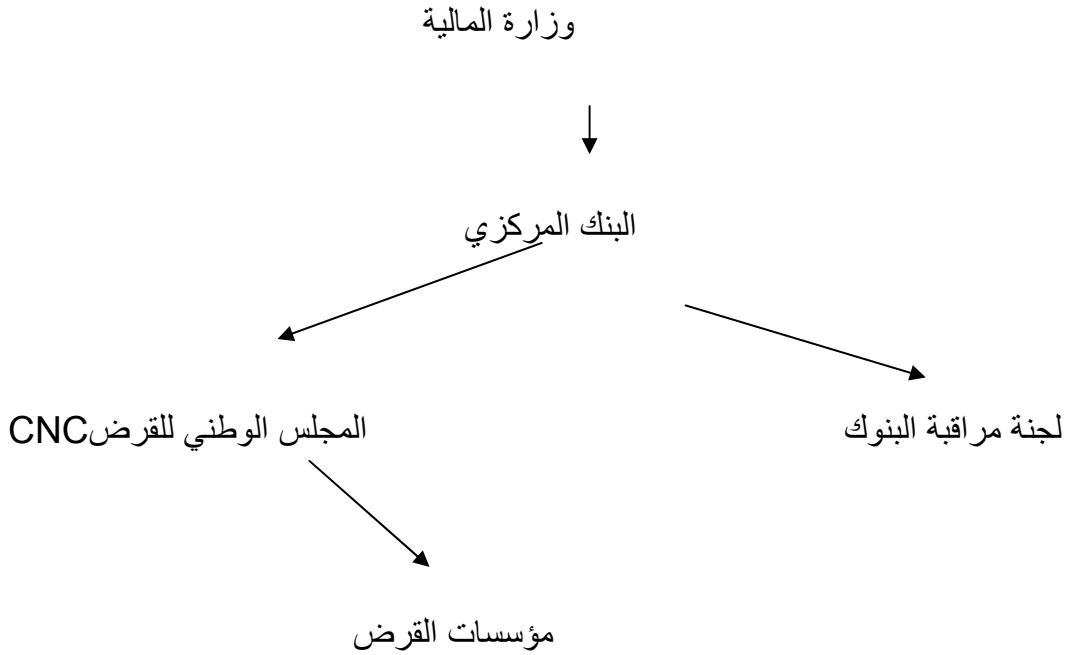 وزارة المالية
البنك المركزي
لجنة مراقبة البنوك
المجلس الوطني للقرضCNC
مؤسسات القرض